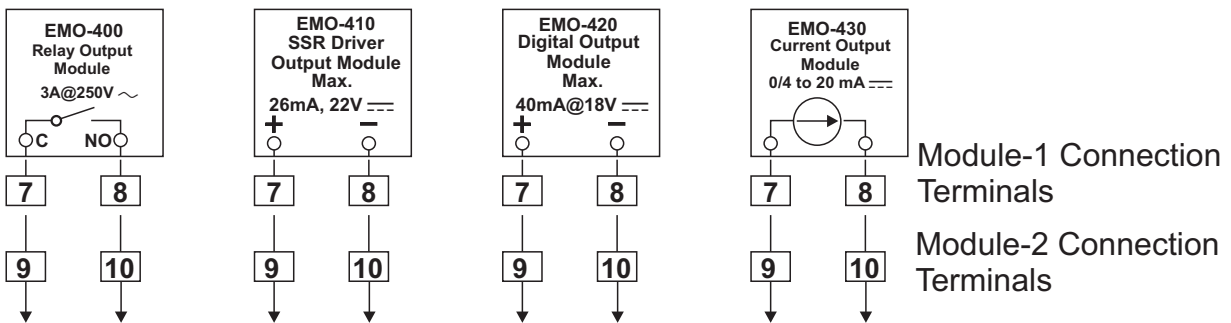 EMO-400
Relay Output
Module
3A@250V ~
C NO
7 8
9 10
EMO-410
SSR Driver
Output Module
Max.
26mA, 22V ⎓
+ −
7 8
9 10
EMO-420
Digital Output
Module
Max.
40mA@18V ⎓
+ −
7 8
9 10
EMO-430
Current Output
Module
0/4 to 20 mA ⎓
7 8
9 10
Module-1 Connection
Terminals
Module-2 Connection
Terminals